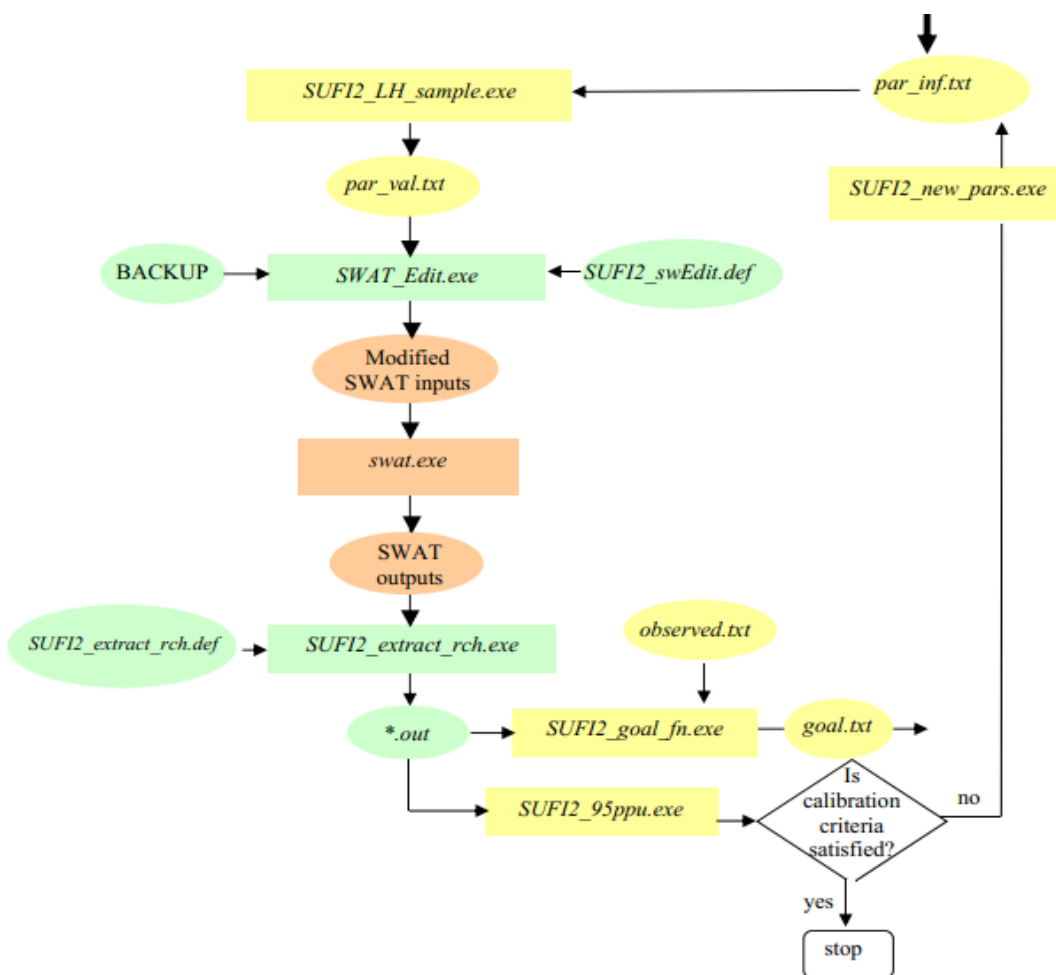 par_inf.txt
SUFI2_LH_sample.exe
par_val.txt
SUFI2_new_pars.exe
BACKUP
SWAT_Edit.exe
SUFI2_swEdit.def
Modified
SWAT inputs
swat.exe
SWAT
outputs
SUFI2_extract_rch.def
SUFI2_extract_rch.exe
observed.txt
*.out
SUFI2_goal_fn.exe
goal.txt
SUFI2_95ppu.exe
Is
calibration
criteria
satisfied?
no
yes
stop